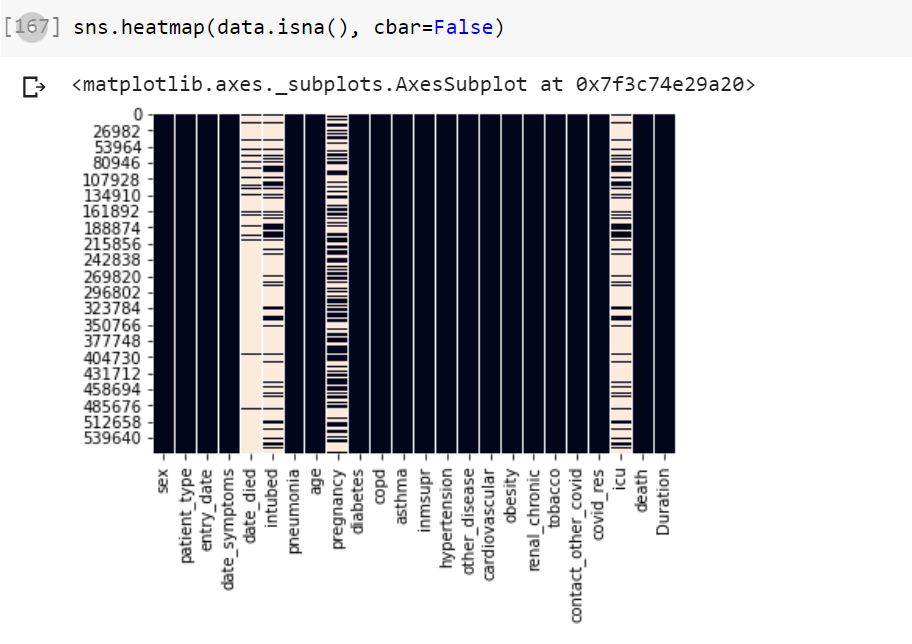 [167] sns.heatmap(data.isna(), cbar=False)
<matplotlib.axes._subplots.AxesSubplot at 0x7f3c74e29a20>
0
26982
53964
80946
107928
134910
161892
188874
215856
242838
269820
296802
323784
350766
377748
404730
431712
458694
485676
512658
539640
sex
patient_type
entry_date
date_symptoms
date_died
intubed
pneumonia
age
pregnancy
diabetes
copd
asthma
inmsupr
hypertension
other_disease
cardiovascular
obesity
renal_chronic
tobacco
contact_other_covid
covid_res
icu
death
Duration